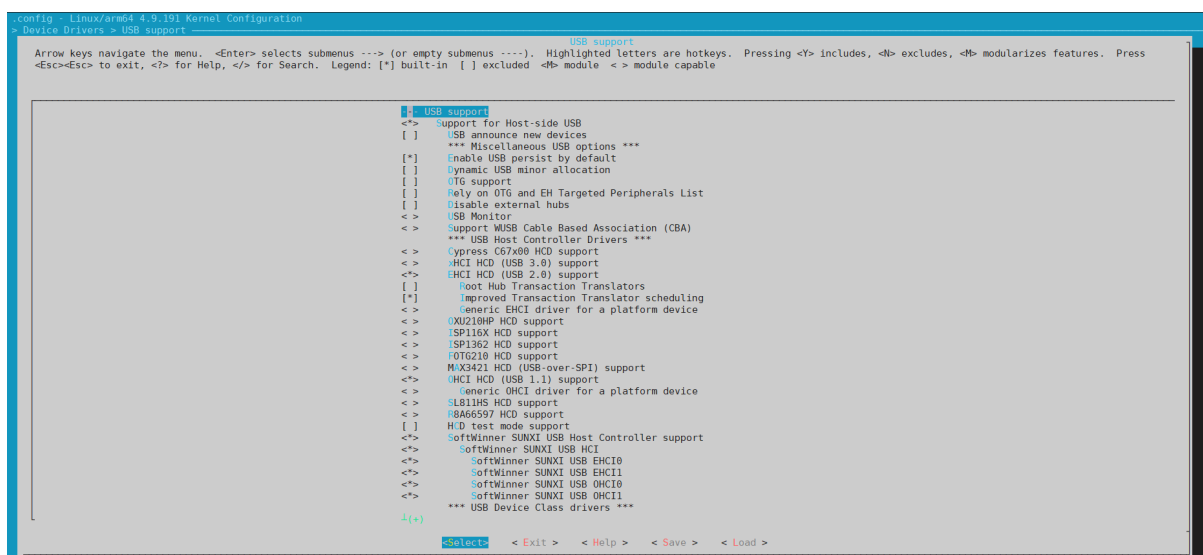 .config - Linux/arm64 4.9.191 Kernel Configuration
> Device Drivers > USB support
USB support
Arrow keys navigate the menu. <Enter> selects submenus ---> (or empty submenus ----). Highlighted letters are hotkeys. Pressing <Y> includes, <N> excludes, <M> modularizes features. Press
<Esc><Esc> to exit, <?> for Help, </> for Search. Legend: [*] built-in [ ] excluded <M> module < > module capable
--- USB support
<*> Support for Host-side USB
[ ] USB announce new devices
*** Miscellaneous USB options ***
[*] Enable USB persist by default
[ ] Dynamic USB minor allocation
[ ] OTG support
[ ] Rely on OTG and EH Targeted Peripherals List
[ ] Disable external hubs
< > USB Monitor
< > Support WUSB Cable Based Association (CBA)
*** USB Host Controller Drivers ***
< > Cypress C67x00 HCD support
< > xHCI HCD (USB 3.0) support
<*> EHCI HCD (USB 2.0) support
[ ] Root Hub Transaction Translators
[*] Improved Transaction Translator scheduling
< > Generic EHCI driver for a platform device
< > OXU210HP HCD support
< > ISP116X HCD support
< > ISP1362 HCD support
< > FOTG210 HCD support
< > MAX3421 HCD (USB-over-SPI) support
<*> OHCI HCD (USB 1.1) support
< > Generic OHCI driver for a platform device
< > SL811HS HCD support
< > R8A66597 HCD support
[ ] HCD test mode support
<*> SoftWinner SUNXI USB Host Controller support
<*> SoftWinner SUNXI USB HCI
<*> SoftWinner SUNXI USB EHCI0
<*> SoftWinner SUNXI USB EHCI1
<*> SoftWinner SUNXI USB OHCI0
<*> SoftWinner SUNXI USB OHCI1
*** USB Device Class drivers ***
┴(+)
<Select> < Exit > < Help > < Save > < Load >